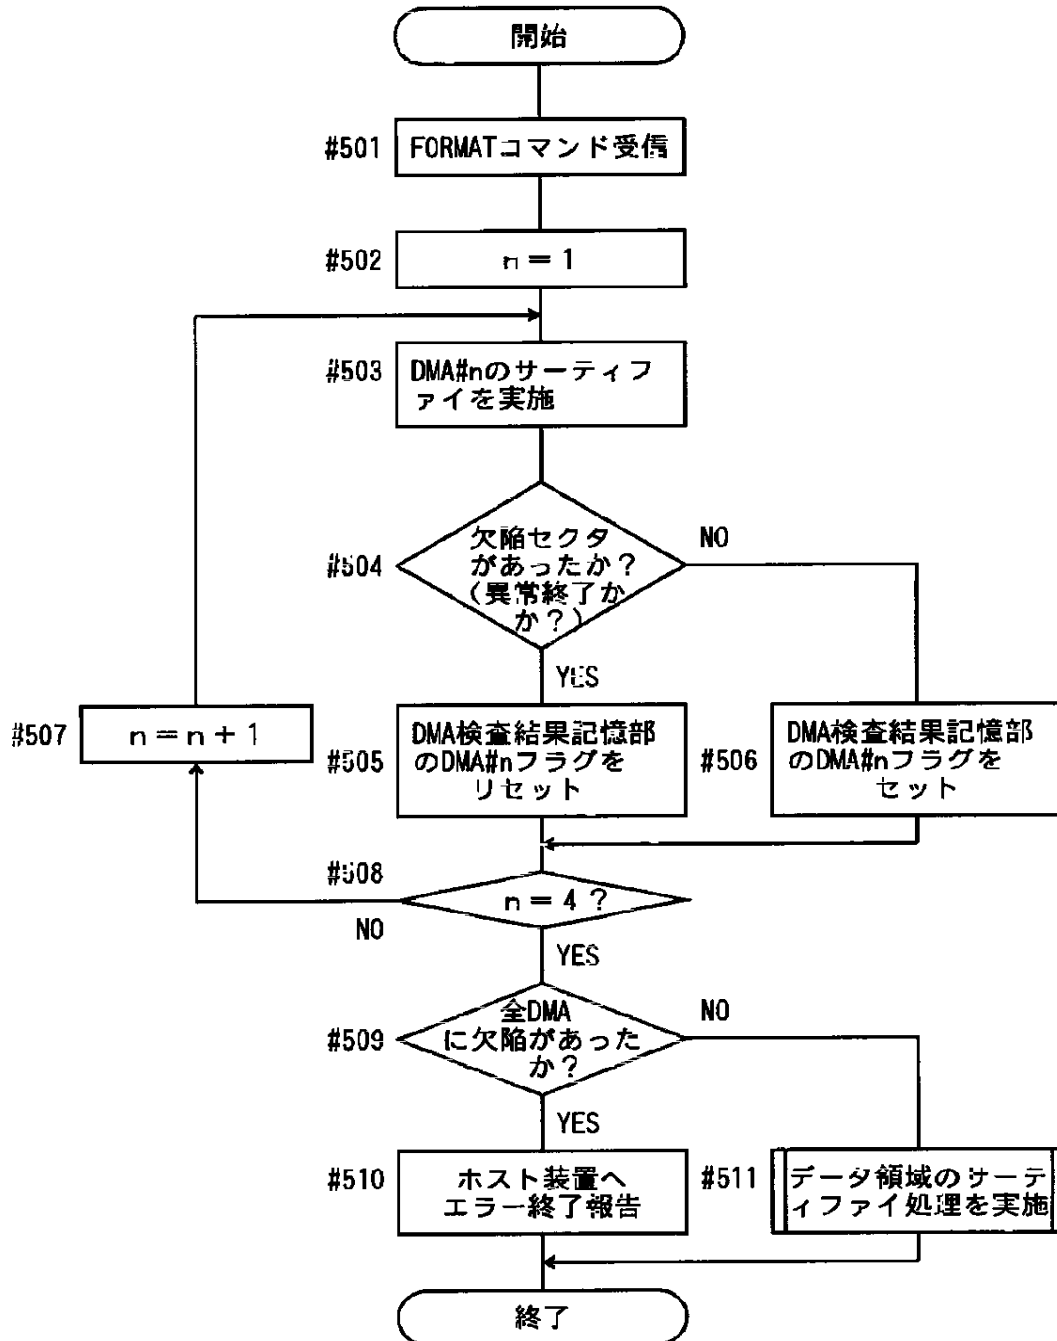 開始
#501 FORMATコマンド受信
#502 n = 1
#503 DMA#nのサーティフ
ァイを実施
#504 欠陥セクタ
があったか?
(異常終了か
か?)
NO
YES
#507 n = n + 1
#505 DMA検査結果記憶部
のDMA#nフラグを
リセット
#506 DMA検査結果記憶部
のDMA#nフラグを
セット
#508 n = 4 ?
NO
YES
#509 全DMA
に欠陥があった
か?
NO
YES
#510 ホスト装置へ
エラー終了報告
#511 データ領域のサーテ
ィファイ処理を実施
終了